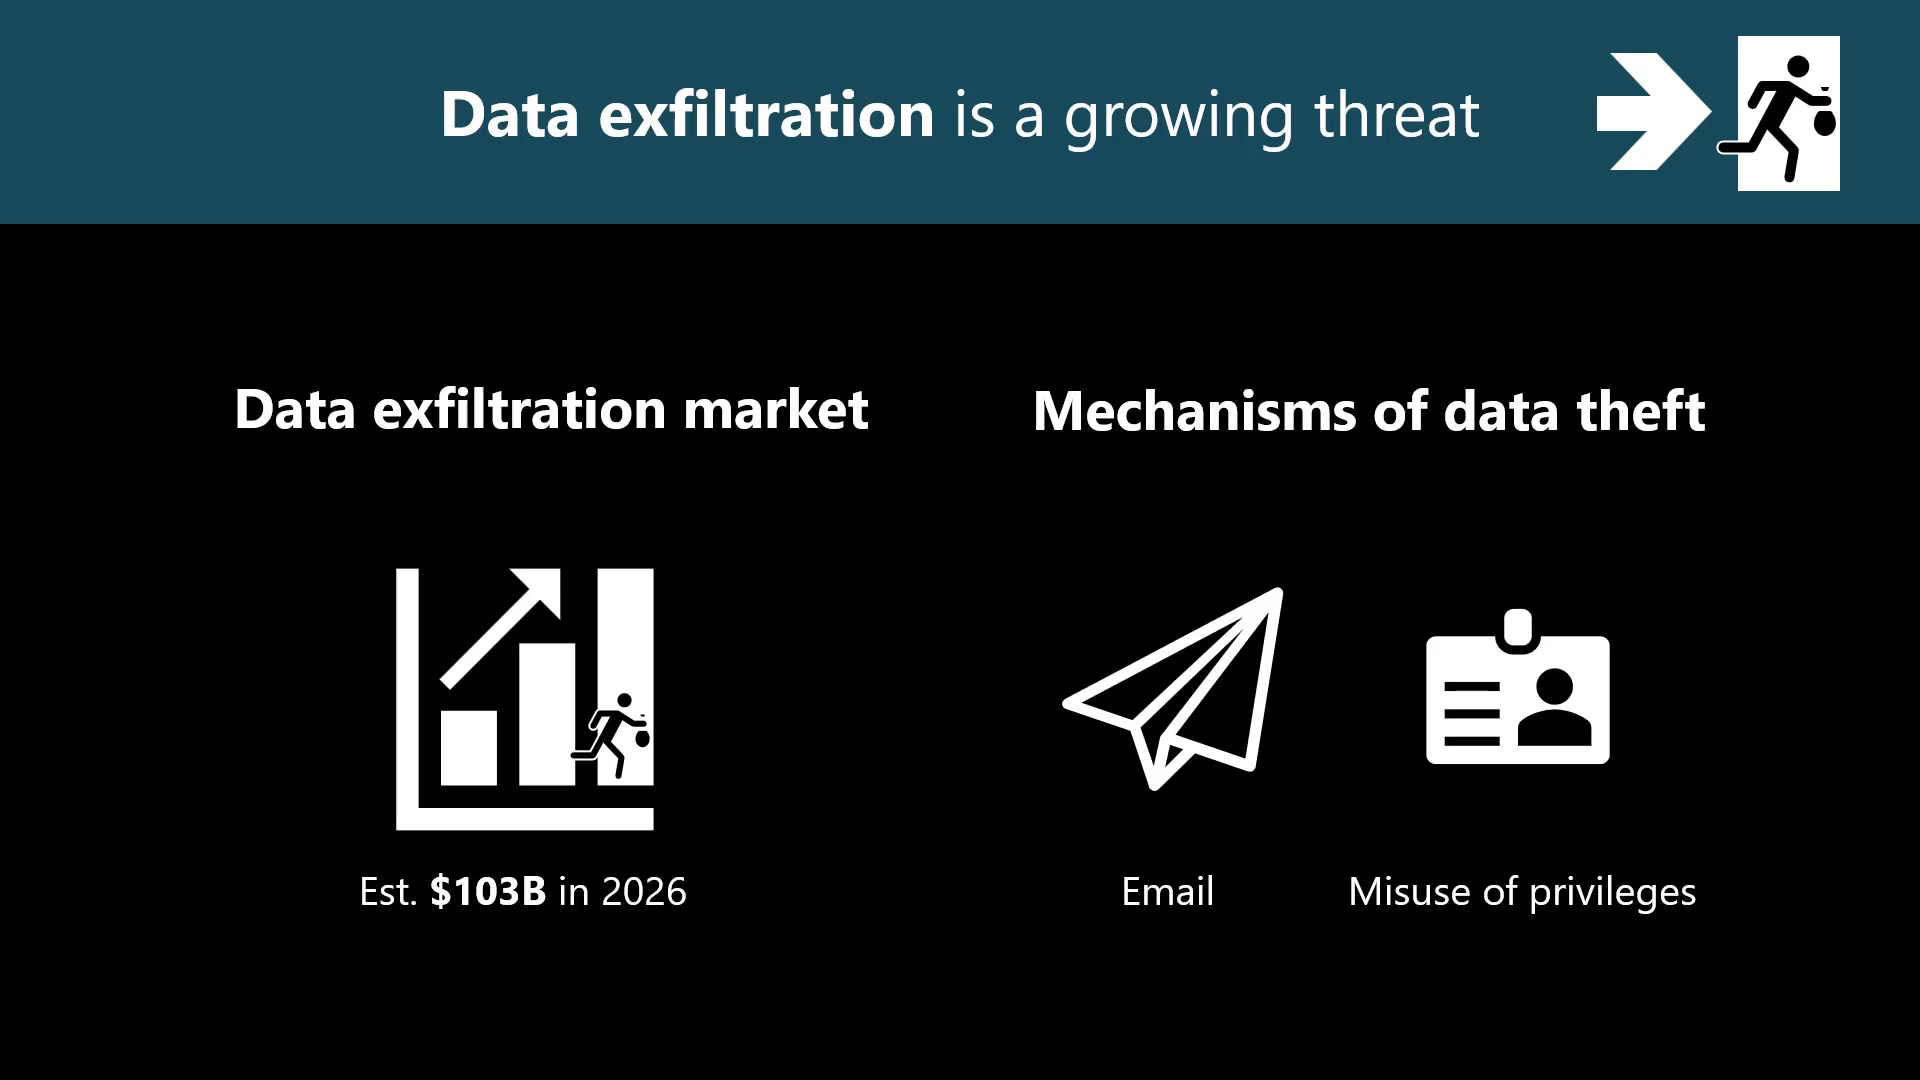 Data exfiltration is a growing threat
Data exfiltration market
Est. $103B in 2026
Mechanisms of data theft
Email
Misuse of privileges